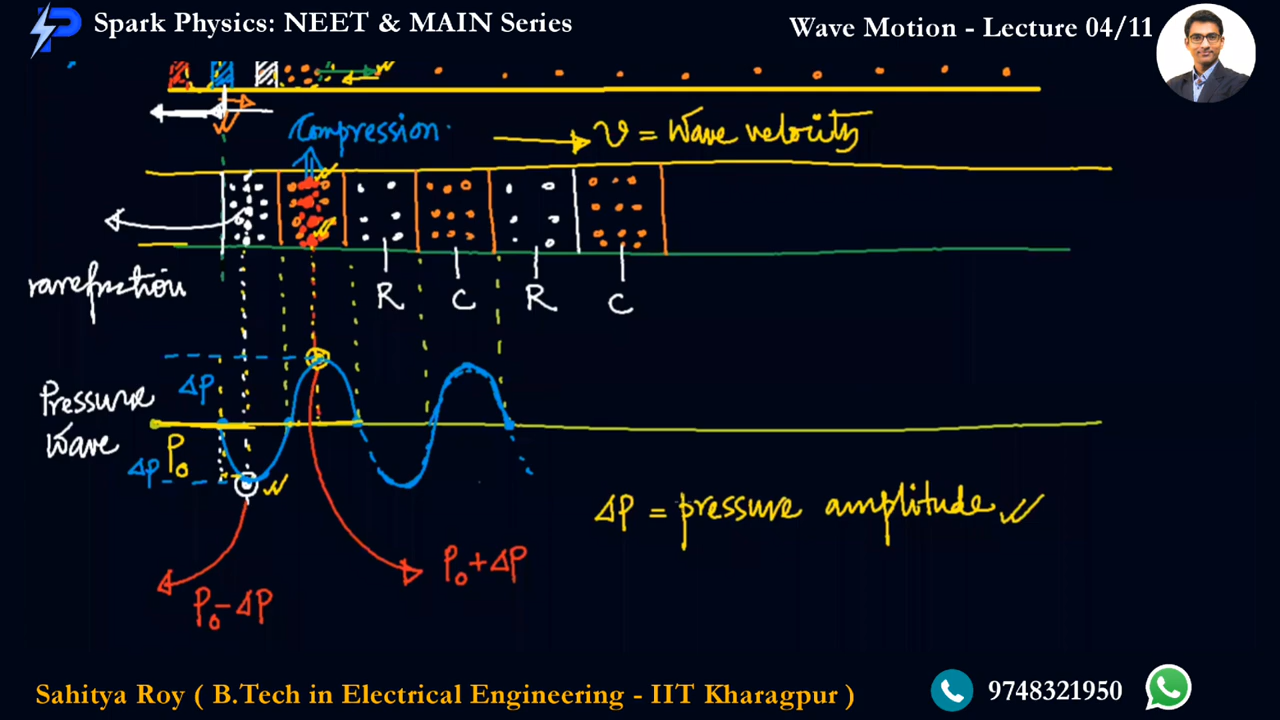 Spark Physics: NEET & MAIN Series
Wave Motion - Lecture 04/11
Compression
v = Wave velocity
rarefraction
R C R C
Pressure Wave
ΔP
P₀
ΔP
ΔP = pressure amplitude
P₀+ΔP
P₀-ΔP
Sahitya Roy ( B.Tech in Electrical Engineering - IIT Kharagpur )
9748321950